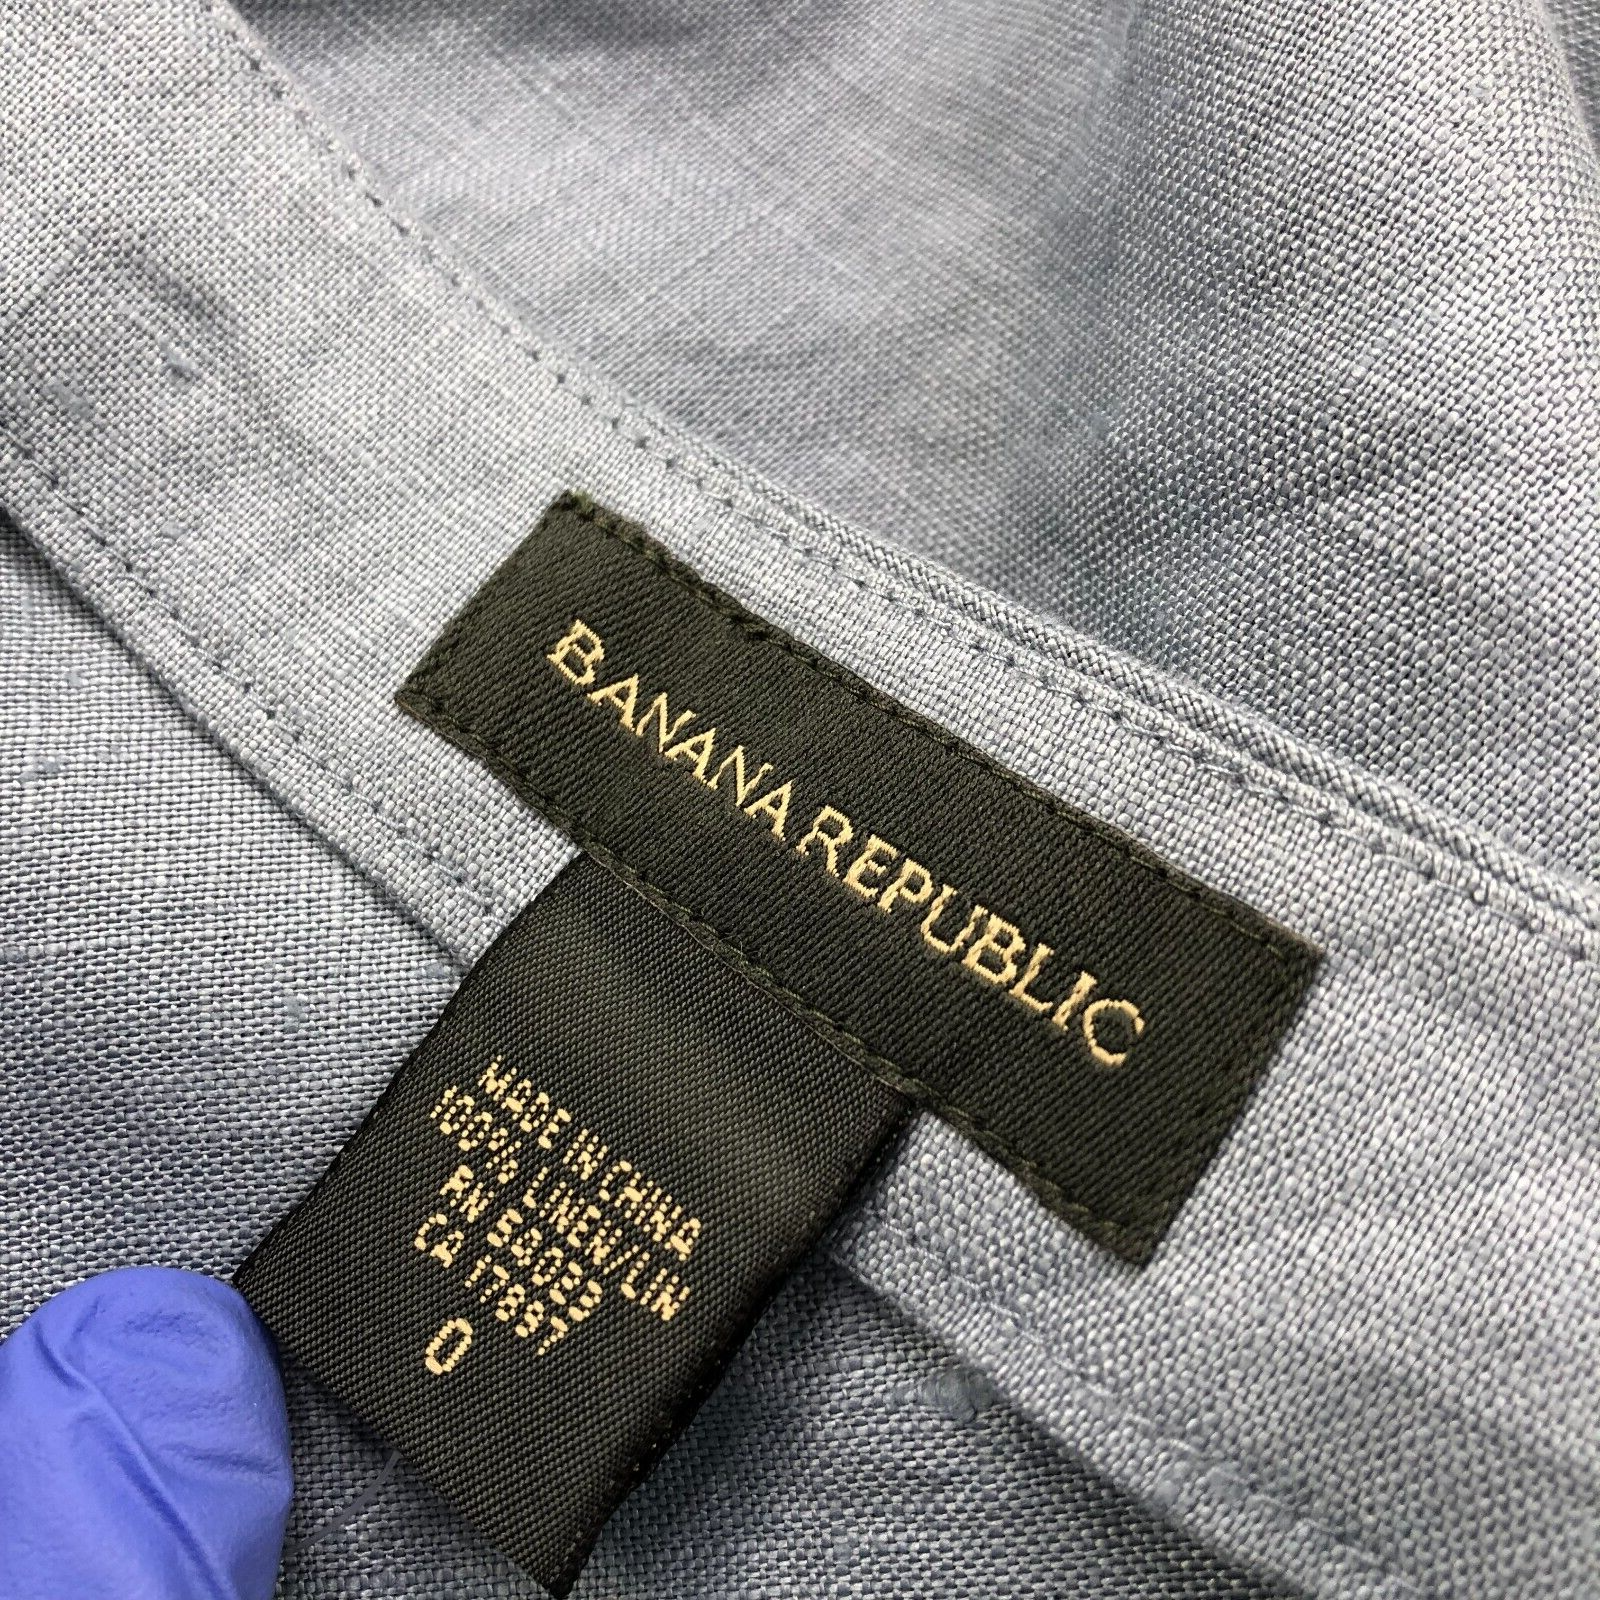 BANANA REPUBLIC
MADE IN CHINA
100% LINEN/LIN
RN 54023
CA 17897
0